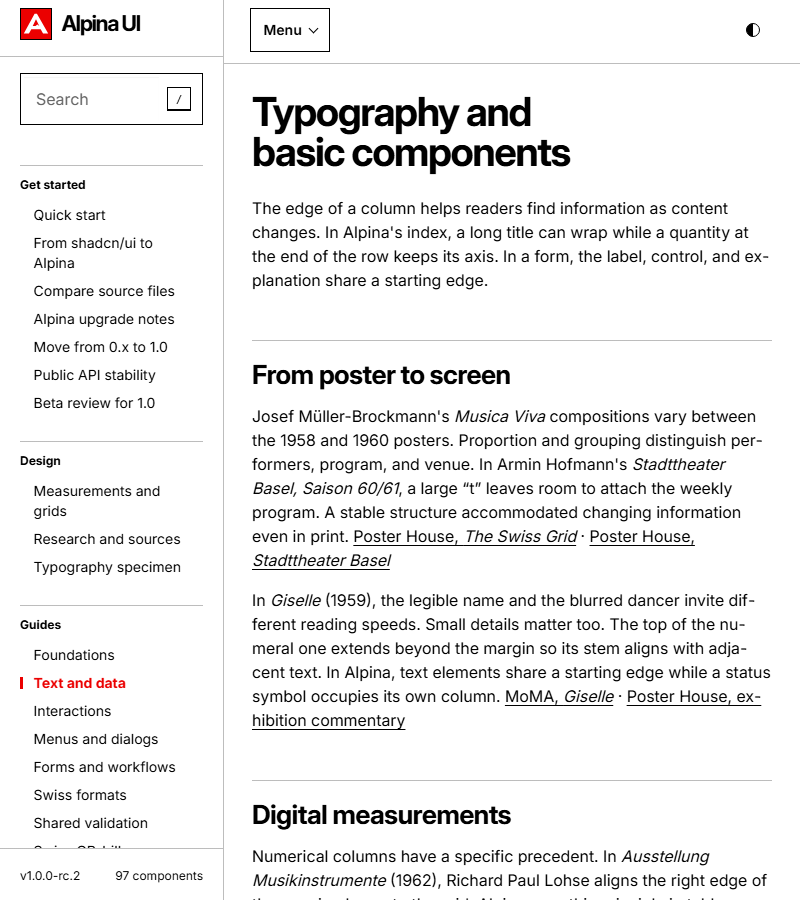 Alpina UI
Search /
Get started
Quick start
From shadcn/ui to
Alpina
Compare source files
Alpina upgrade notes
Move from 0.x to 1.0
Public API stability
Beta review for 1.0
Design
Measurements and
grids
Research and sources
Typography specimen
Guides
Foundations
Text and data
Interactions
Menus and dialogs
Forms and workflows
Swiss formats
Shared validation
v1.0.0-rc.2 97 components
Menu
Typography and
basic components
The edge of a column helps readers find information as content
changes. In Alpina's index, a long title can wrap while a quantity at
the end of the row keeps its axis. In a form, the label, control, and ex-
planation share a starting edge.
From poster to screen
Josef Müller-Brockmann's Musica Viva compositions vary between
the 1958 and 1960 posters. Proportion and grouping distinguish per-
formers, program, and venue. In Armin Hofmann's Stadttheater
Basel, Saison 60/61, a large “t” leaves room to attach the weekly
program. A stable structure accommodated changing information
even in print. Poster House, The Swiss Grid · Poster House,
Stadttheater Basel
In Giselle (1959), the legible name and the blurred dancer invite dif-
ferent reading speeds. Small details matter too. The top of the nu-
meral one extends beyond the margin so its stem aligns with adja-
cent text. In Alpina, text elements share a starting edge while a status
symbol occupies its own column. MoMA, Giselle · Poster House, ex-
hibition commentary
Digital measurements
Numerical columns have a specific precedent. In Ausstellung
Musikinstrumente (1962), Richard Paul Lohse aligns the right edge of